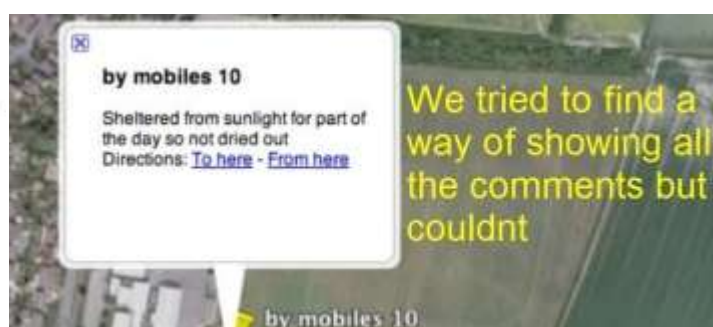 by mobiles 10
Sheltered from sunlight for part of
the day so not dried out
Directions: To here - From here
We tried to find a
way of showing all
the comments but
couldnt
by mobiles 10